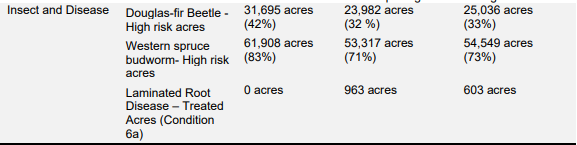 Insect and Disease Douglas-fir Beetle - 31,695 acres 23,982 acres 25,036 acres
High risk acres (42%) (32 %) (33%)
Western spruce 61,908 acres 53,317 acres 54,549 acres
budworm- High risk (83%) (71%) (73%)
acres
Laminated Root 0 acres 963 acres 603 acres
Disease – Treated
Acres (Condition
6a)